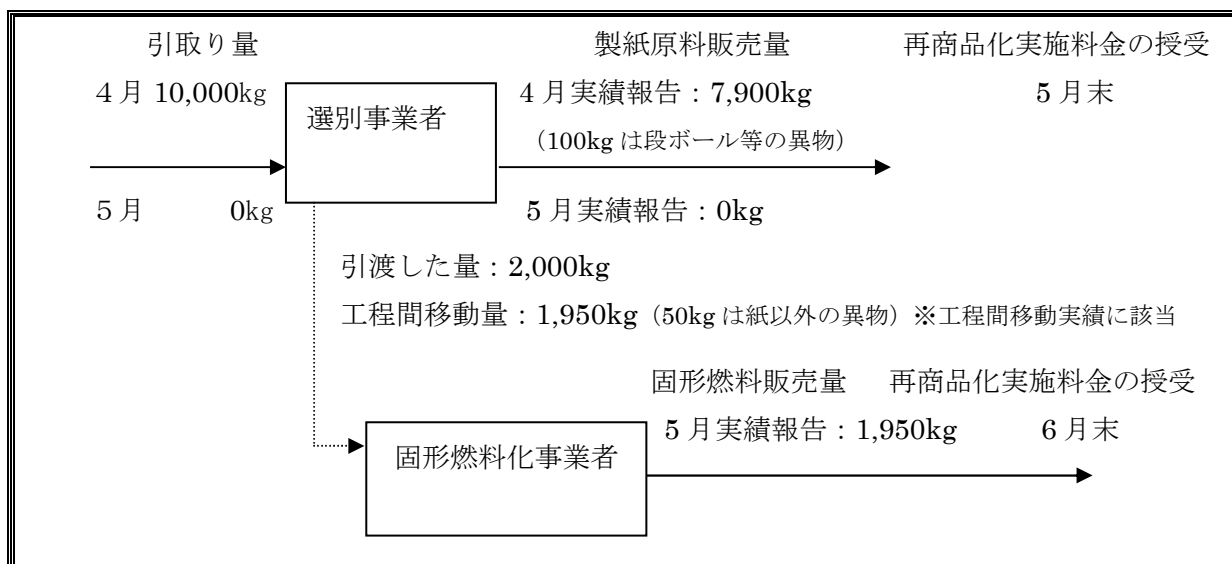 引取り量 製紙原料販売量 再商品化実施料金の授受
４月 10,000kg 選別事業者 ４月実績報告：7,900kg ５月末
（100kg は段ボール等の異物）
５月 0kg ５月実績報告：0kg
引渡した量：2,000kg
工程間移動量：1,950kg（50kg は紙以外の異物）※工程間移動実績に該当
固形燃料販売量 再商品化実施料金の授受
５月実績報告：1,950kg ６月末
固形燃料化事業者